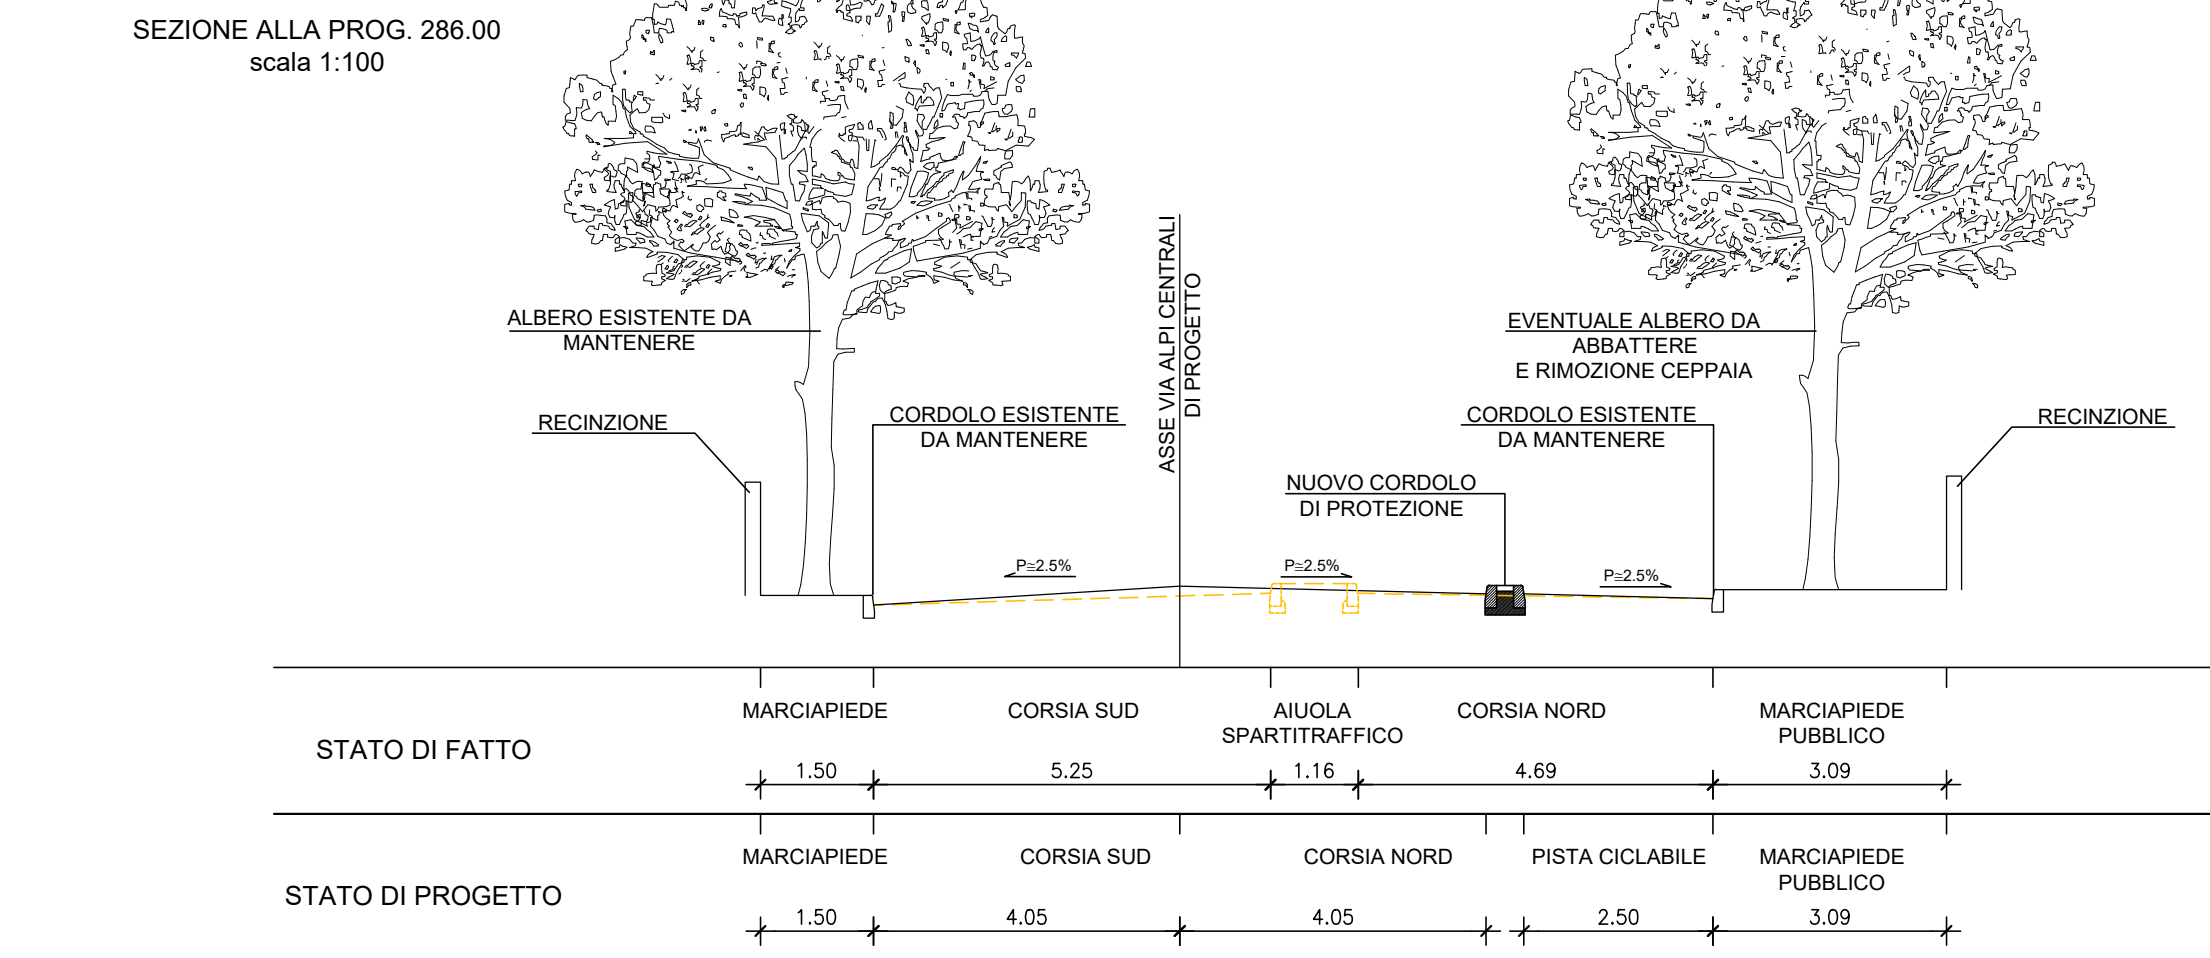 SEZIONE ALLA PROG. 286.00
scala 1:100
ALBERO ESISTENTE DA
MANTENERE
RECINZIONE
CORDOLO ESISTENTE
DA MANTENERE
ASSE VIA ALPI CENTRALI
DI PROGETTO
NUOVO CORDOLO
DI PROTEZIONE
EVENTUALE ALBERO DA
ABBATTERE
E RIMOZIONE CEPPAIA
CORDOLO ESISTENTE
DA MANTENERE
RECINZIONE
P≅2.5%
P≅2.5%
P≅2.5%
STATO DI FATTO
MARCIAPIEDE
CORSIA SUD
AIUOLA
SPARTITRAFFICO
CORSIA NORD
MARCIAPIEDE
PUBBLICO
1.50
5.25
1.16
4.69
3.09
STATO DI PROGETTO
MARCIAPIEDE
CORSIA SUD
CORSIA NORD
PISTA CICLABILE
MARCIAPIEDE
PUBBLICO
1.50
4.05
4.05
2.50
3.09